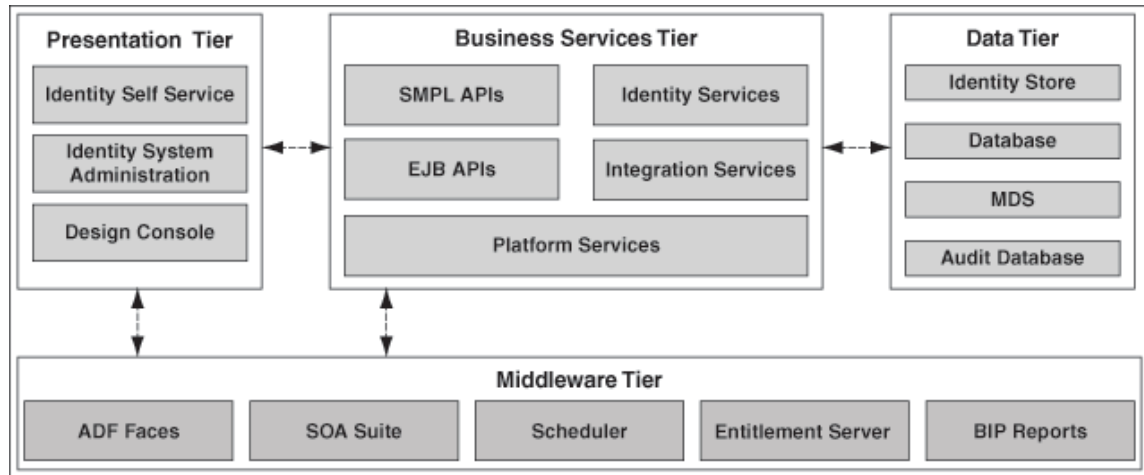 Presentation Tier
Identity Self Service
Identity System
Administration
Design Console
Business Services Tier
SMPL APIs
Identity Services
EJB APIs
Integration Services
Platform Services
Data Tier
Identity Store
Database
MDS
Audit Database
Middleware Tier
ADF Faces
SOA Suite
Scheduler
Entitlement Server
BIP Reports